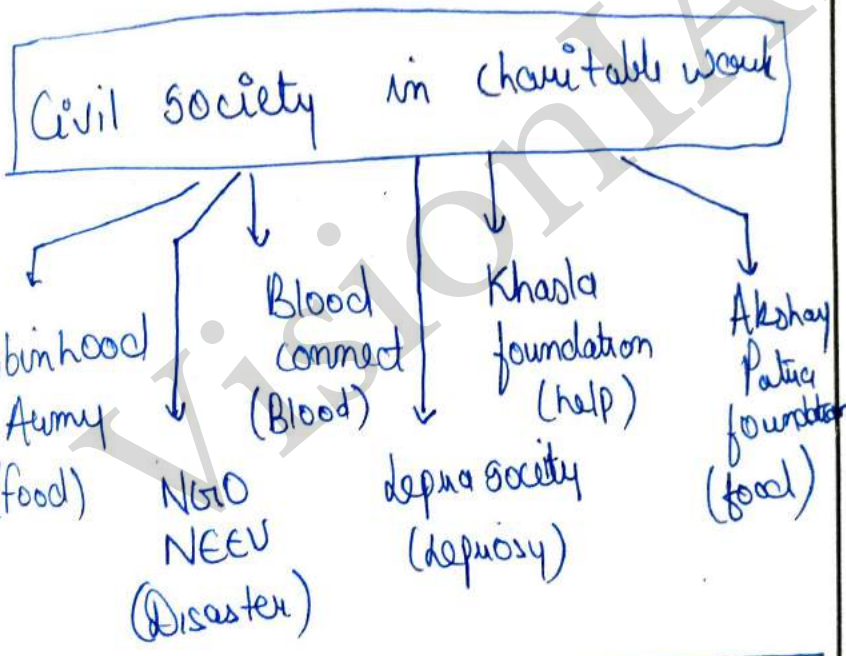 Civil society in charitable work
binhood
Army
food)
NGO
NEEV
(Disaster)
Blood
connect
(Blood)
Lepra society
(Leprosy)
Khasla
foundation
(help)
Akshay
Patra
foundation
(food)
VisionIA